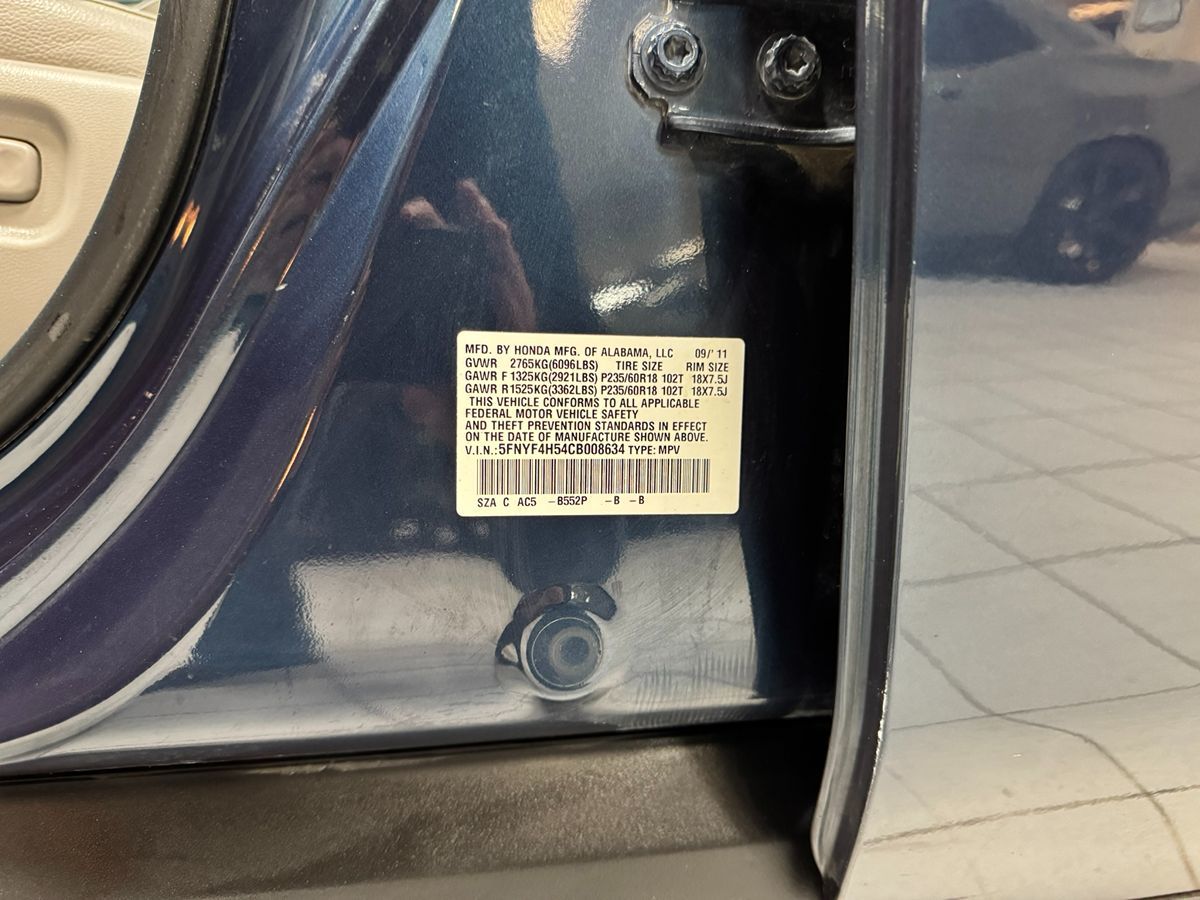 MFD. BY HONDA MFG. OF ALABAMA, LLC 09/' 11
GVWR 2765KG(6096LBS) TIRE SIZE RIM SIZE
GAWR F 1325KG(2921LBS) P235/60R18 102T 18X7.5J
GAWR R1525KG(3362LBS) P235/60R18 102T 18X7.5J
THIS VEHICLE CONFORMS TO ALL APPLICABLE
FEDERAL MOTOR VEHICLE SAFETY
AND THEFT PREVENTION STANDARDS IN EFFECT
ON THE DATE OF MANUFACTURE SHOWN ABOVE.
V.I.N.:5FNYF4H54CB008634 TYPE: MPV
SZA C AC5 -B552P -B -B